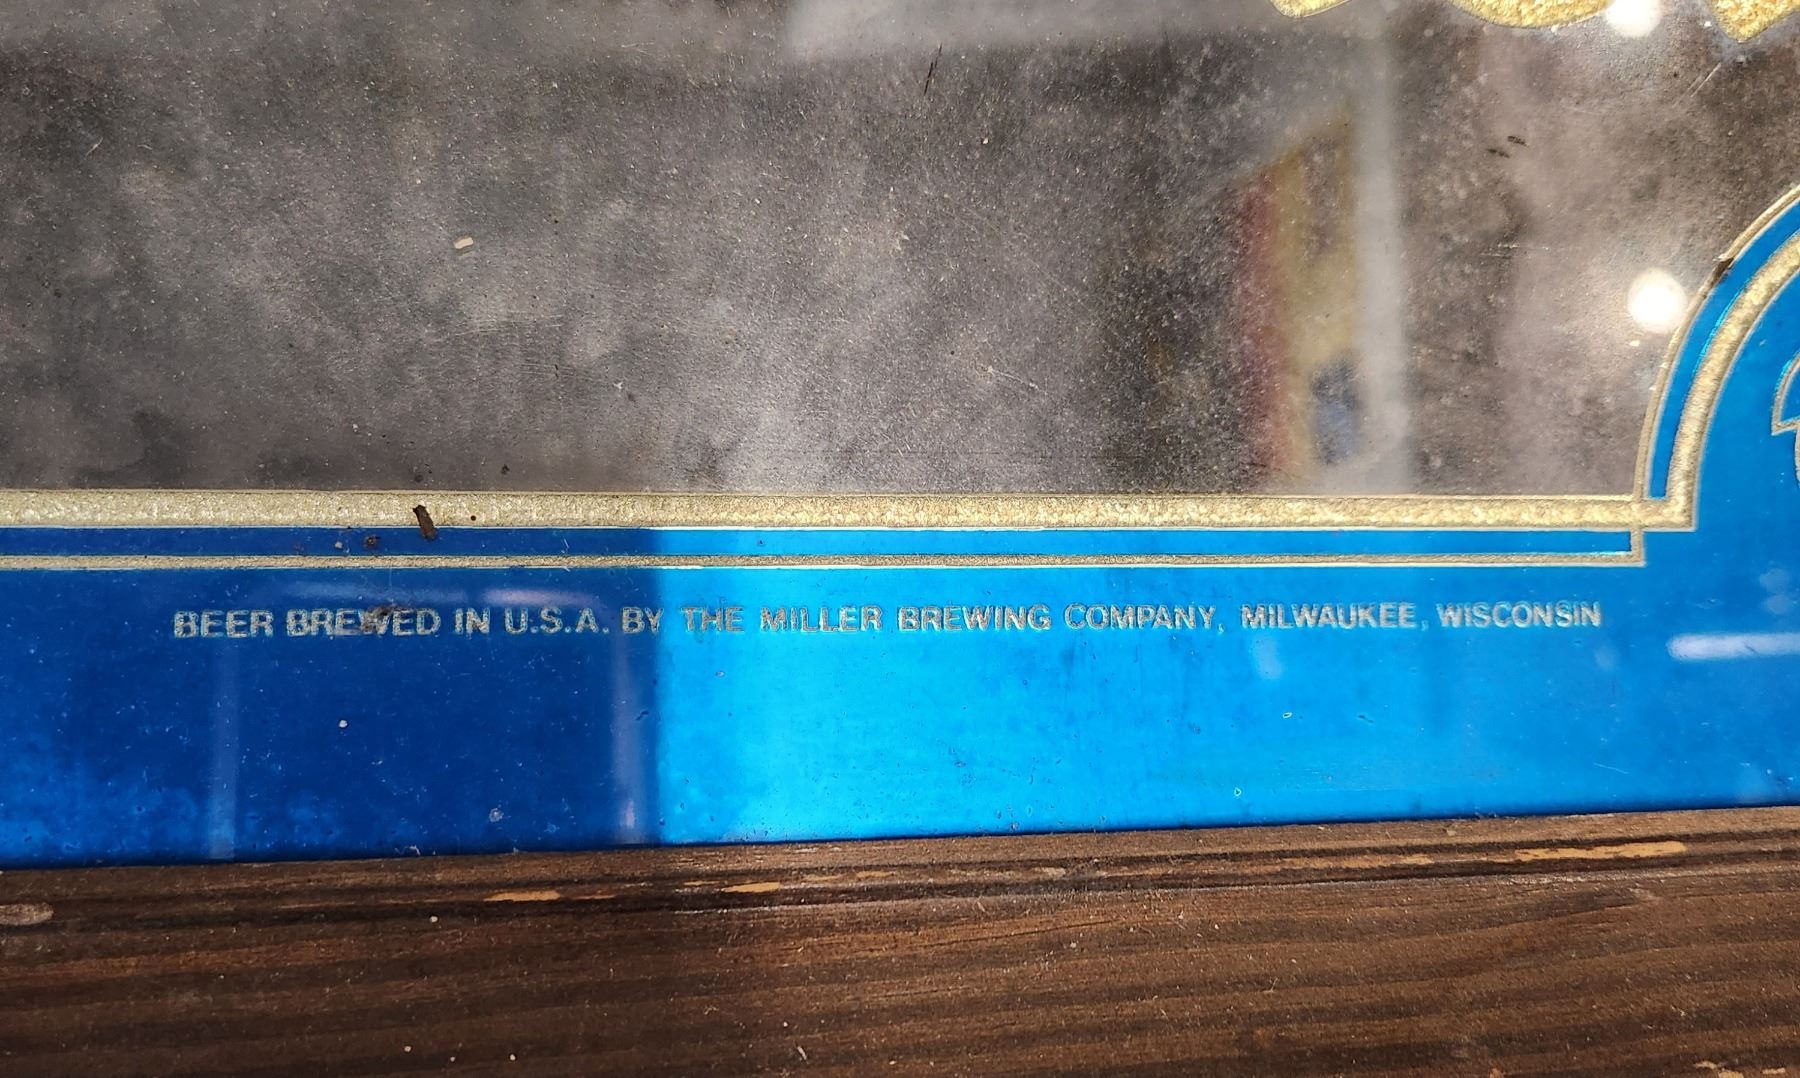 BEER BREWED IN U.S.A. BY THE MILLER BREWING COMPANY, MILWAUKEE, WISCONSIN